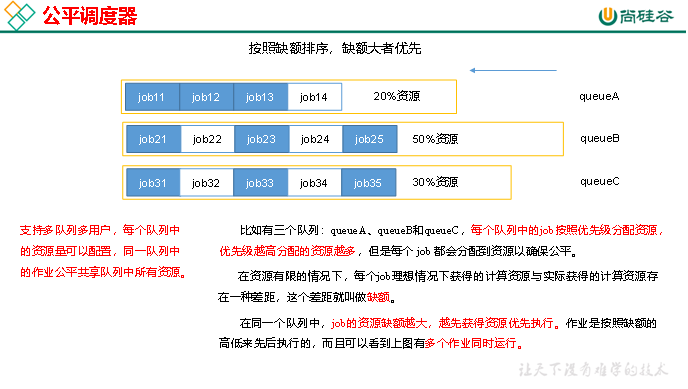 公平调度器
尚硅谷
按照缺额排序，缺额大者优先
job11 job12 job13 job14 20%资源 queueA
job21 job22 job23 job24 job25 50%资源 queueB
job31 job32 job33 job34 job35 30%资源 queueC
支持多队列多用户，每个队列中
的资源量可以配置，同一队列中
的作业公平共享队列中所有资源。
比如有三个队列：queueA、queueB和queueC，每个队列中的job按照优先级分配资源，
优先级越高分配的资源越多，但是每个 job 都会分配到资源以确保公平。
在资源有限的情况下，每个job理想情况下获得的计算资源与实际获得的计算资源存
在一种差距，这个差距就叫做缺额。
在同一个队列中，job的资源缺额越大，越先获得资源优先执行。作业是按照缺额的
高低来先后执行的，而且可以看到上图有多个作业同时运行。
让天下没有难学的技术